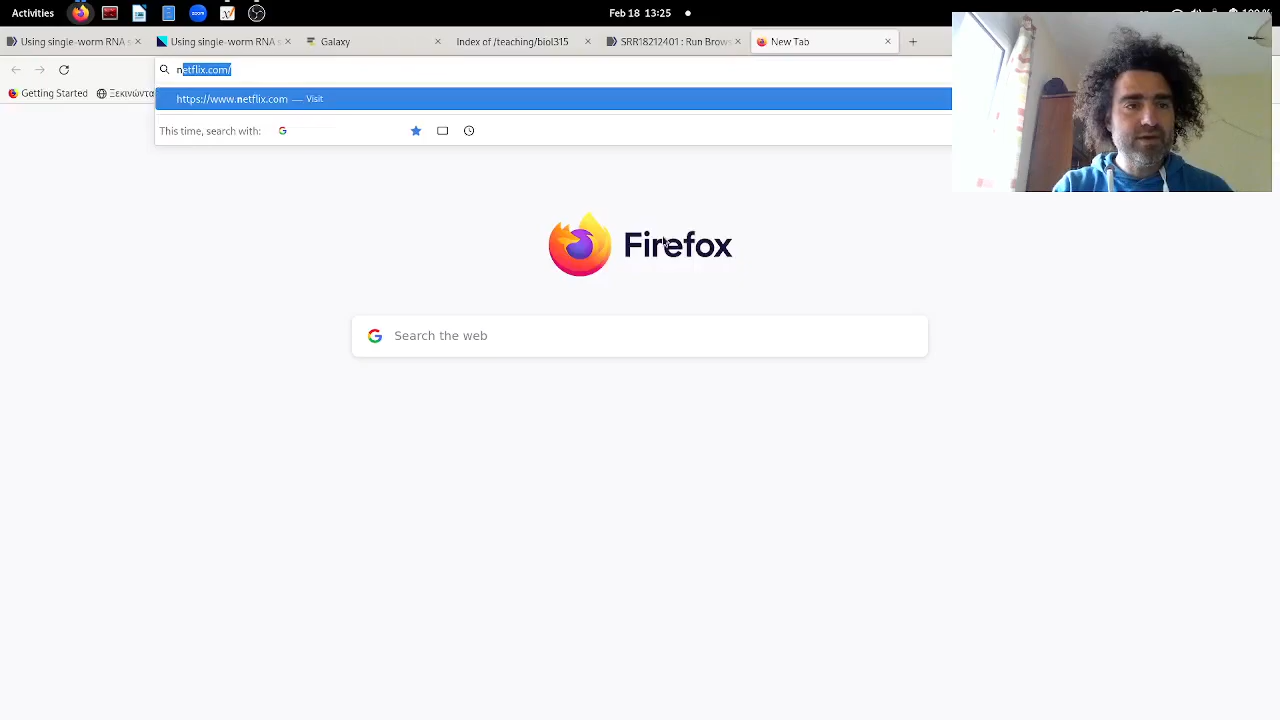 Activities
Feb 18 13:25
Using single-worm RNA s
Using single-worm RNA s
Galaxy
Index of /teaching/biol315
SRR18212401 : Run Brows
New Tab
netflix.com/
https://www.netflix.com — Visit
Getting Started
Ξεκινώντα
This time, search with:
Firefox
Search the web